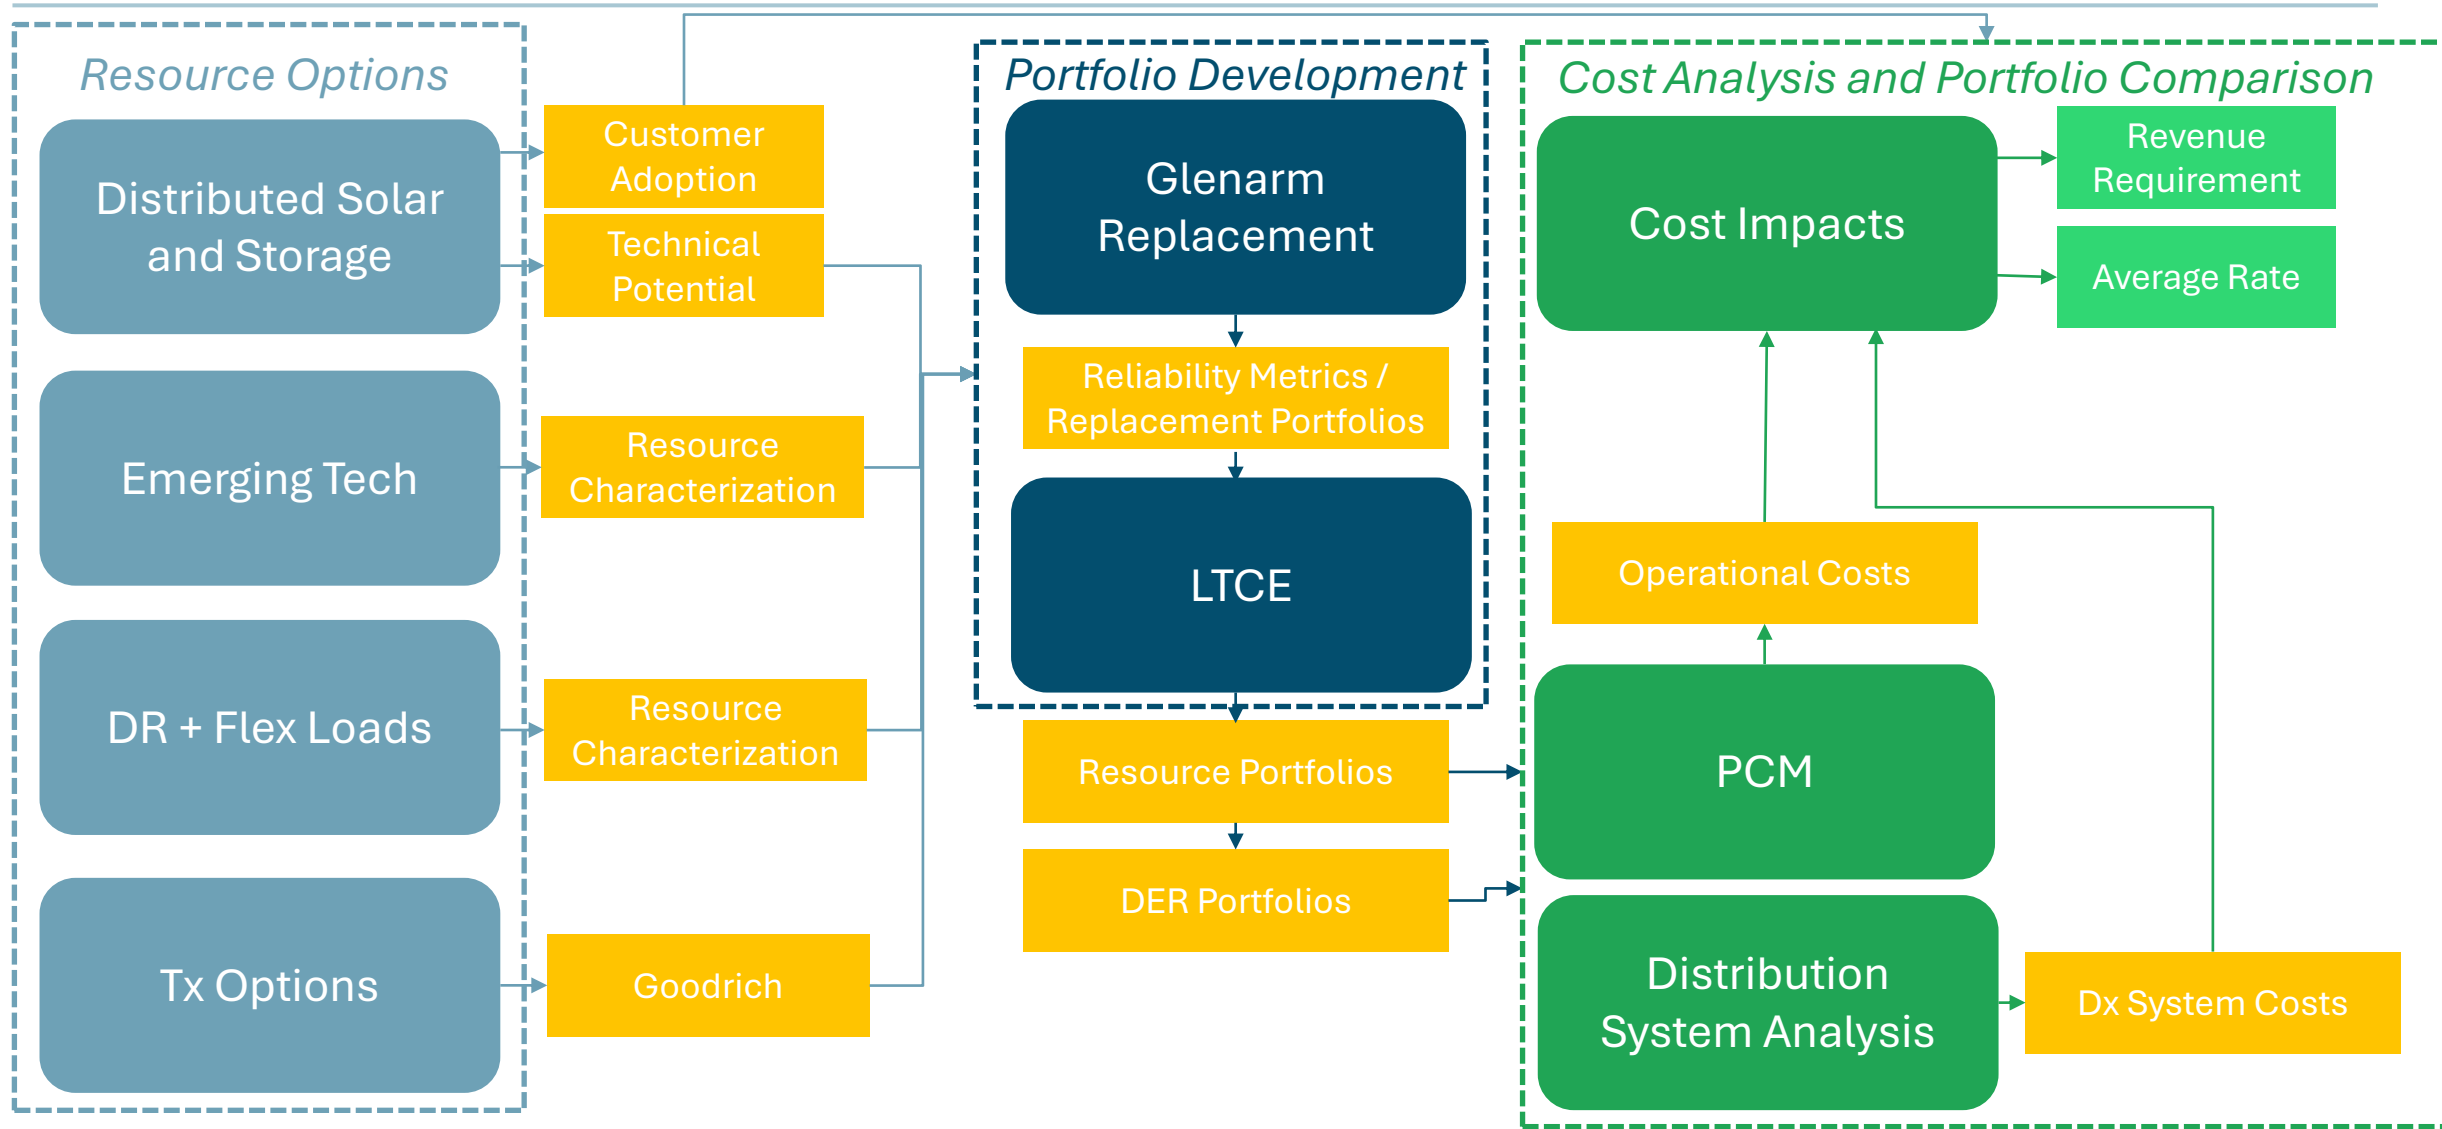 Resource Options
Distributed Solar
and Storage
Emerging Tech
DR + Flex Loads
Tx Options
Customer
Adoption
Technical
Potential
Resource
Characterization
Resource
Characterization
Goodrich
Portfolio Development
Glenarm
Replacement
Reliability Metrics /
Replacement Portfolios
LTCE
Resource Portfolios
DER Portfolios
Cost Analysis and Portfolio Comparison
Cost Impacts
Revenue
Requirement
Average Rate
Operational Costs
PCM
Distribution
System Analysis
Dx System Costs